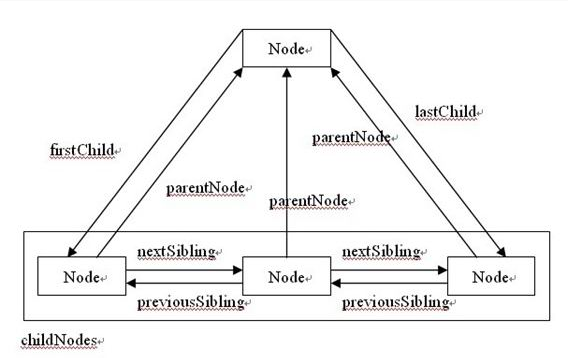 Node
lastChild
parentNode
firstChild
parentNode
parentNode
nextSibling
nextSibling
Node
Node
Node
previousSibling
previousSibling
childNodes